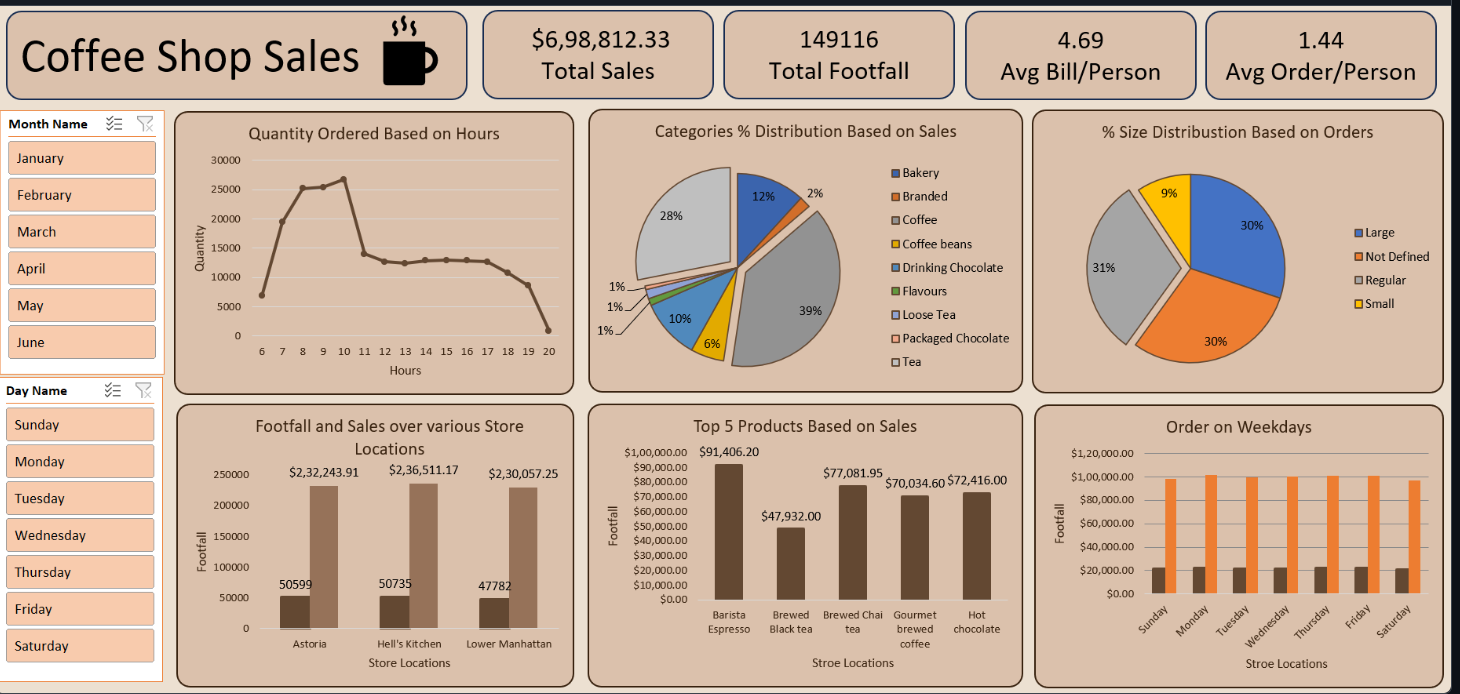 Coffee Shop Sales
$6,98,812.33
Total Sales
149116
Total Footfall
4.69
Avg Bill/Person
1.44
Avg Order/Person
Month Name
January
February
March
April
May
June
Day Name
Sunday
Monday
Tuesday
Wednesday
Thursday
Friday
Saturday
Quantity Ordered Based on Hours
30000
25000
20000
15000
10000
5000
0
Quantity
6 7 8 9 10 11 12 13 14 15 16 17 18 19 20
Hours
Categories % Distribution Based on Sales
12%
2%
39%
6%
10%
1%
1%
1%
28%
Bakery
Branded
Coffee
Coffee beans
Drinking Chocolate
Flavours
Loose Tea
Packaged Chocolate
Tea
% Size Distribustion Based on Orders
30%
30%
31%
9%
Large
Not Defined
Regular
Small
Footfall and Sales over various Store
Locations
250000
200000
150000
100000
50000
0
Footfall
$2,32,243.91
$2,36,511.17
$2,30,057.25
50599
50735
47782
Astoria
Hell's Kitchen
Lower Manhattan
Store Locations
Top 5 Products Based on Sales
$1,00,000.00
$90,000.00
$80,000.00
$70,000.00
$60,000.00
$50,000.00
$40,000.00
$30,000.00
$20,000.00
$10,000.00
$0.00
Footfall
$91,406.20
$47,932.00
$77,081.95
$70,034.60
$72,416.00
Barista
Espresso
Brewed
Black tea
Brewed Chai
tea
Gourmet
brewed
coffee
Hot
chocolate
Stroe Locations
Order on Weekdays
$1,20,000.00
$1,00,000.00
$80,000.00
$60,000.00
$40,000.00
$20,000.00
$0.00
Footfall
Sunday
Monday
Tuesday
Wednesday
Thursday
Friday
Saturday
Stroe Locations